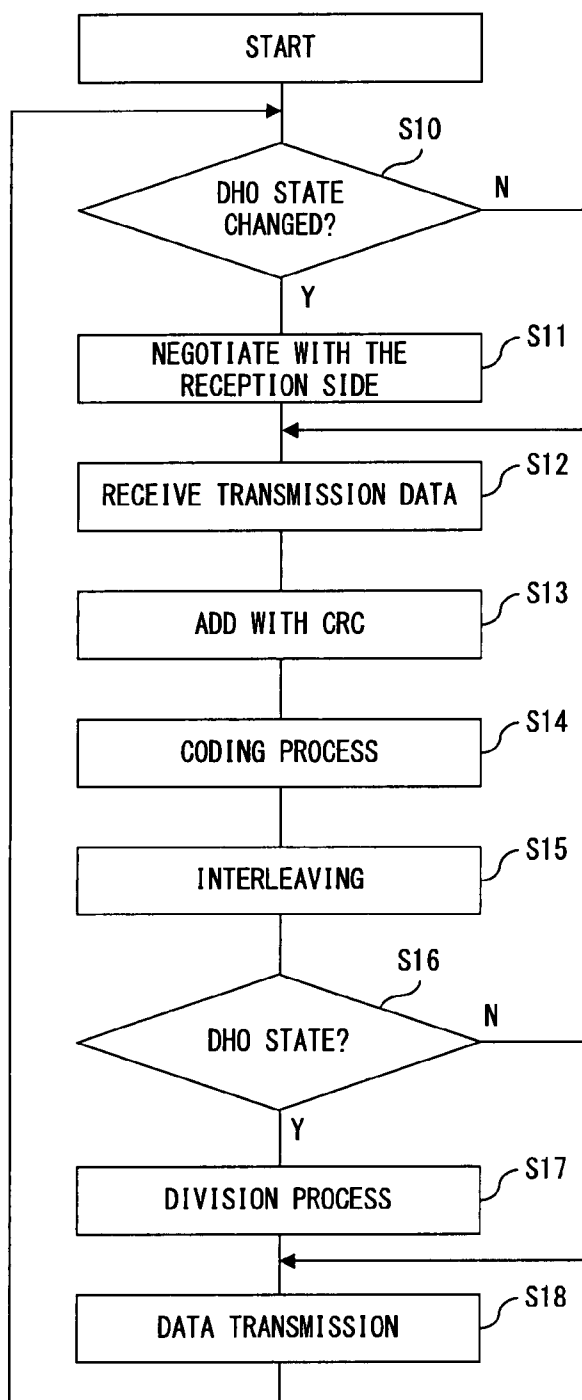 START
S10
DHO STATE
CHANGED?
N
Y
S11
NEGOTIATE WITH THE
RECEPTION SIDE
S12
RECEIVE TRANSMISSION DATA
S13
ADD WITH CRC
S14
CODING PROCESS
S15
INTERLEAVING
S16
DHO STATE?
N
Y
S17
DIVISION PROCESS
S18
DATA TRANSMISSION